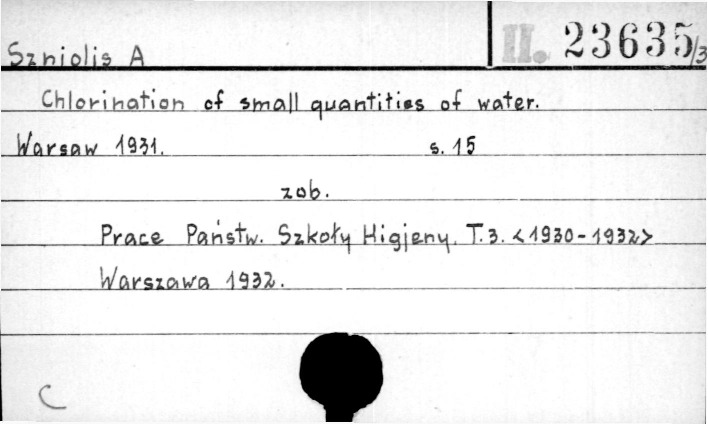 Szniolis A
II. 23635/3
Chlorination of small quantities of water.
Warsaw 1931. s. 15
zob.
Prace Państw. Szkoły Higjeny. T. 3. <1930-1932>
Warszawa 1932.
C